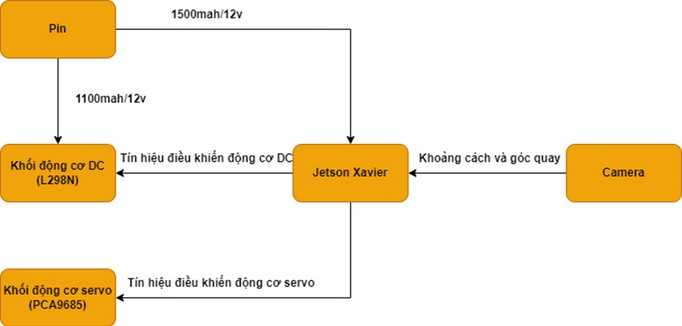 1500mah/12v
Pin
1100mah/12v
Khối động cơ DC
(L298N)
Tín hiệu điều khiển động cơ DC
Jetson Xavier
Khoảng cách và góc quay
Camera
Khối động cơ servo
(PCA9685)
Tín hiệu điều khiển động cơ servo